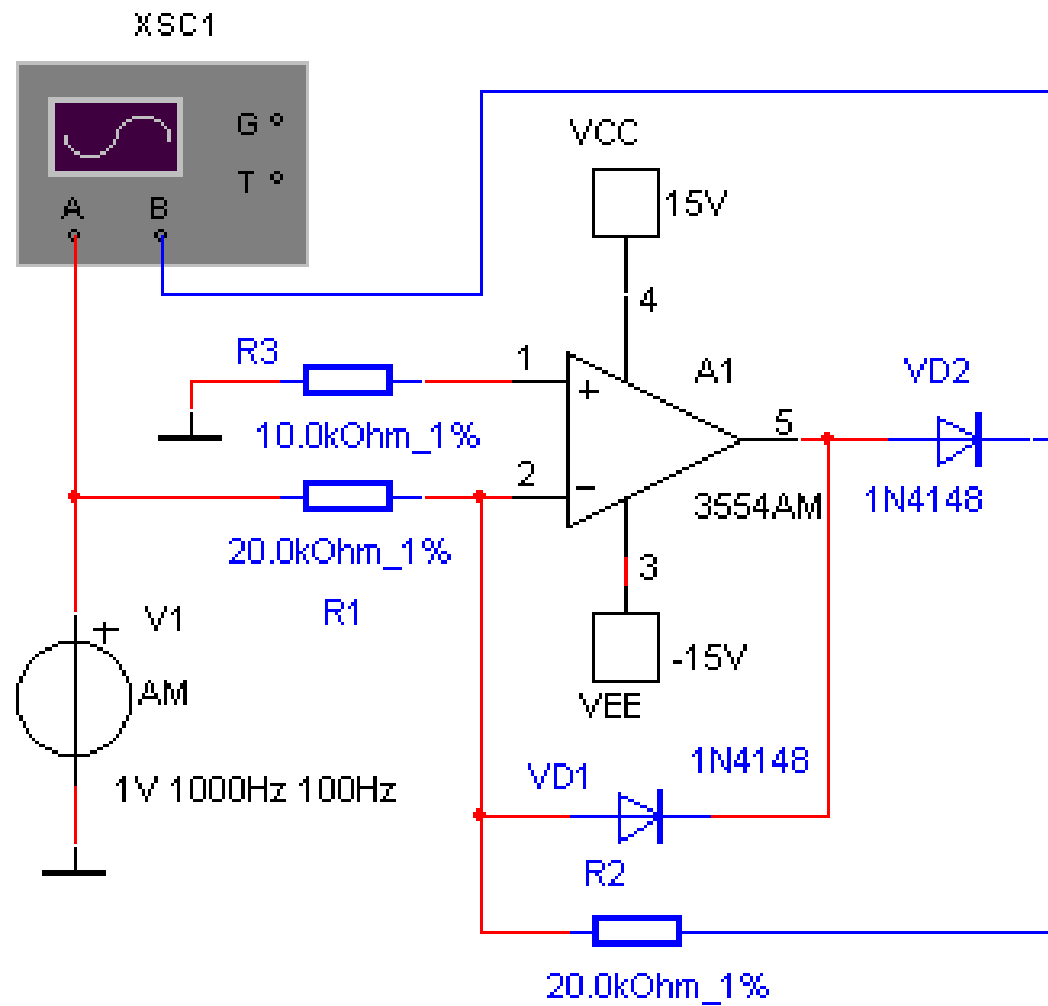 XSC1
G
T
A B
VCC
15V
4
R3
1
+
A1
VD2
10.0kOhm_1%
5
2
−
3554AM
1N4148
20.0kOhm_1%
3
R1
V1
+
-15V
AM
VEE
1N4148
VD1
1V 1000Hz 100Hz
R2
20.0kOhm_1%